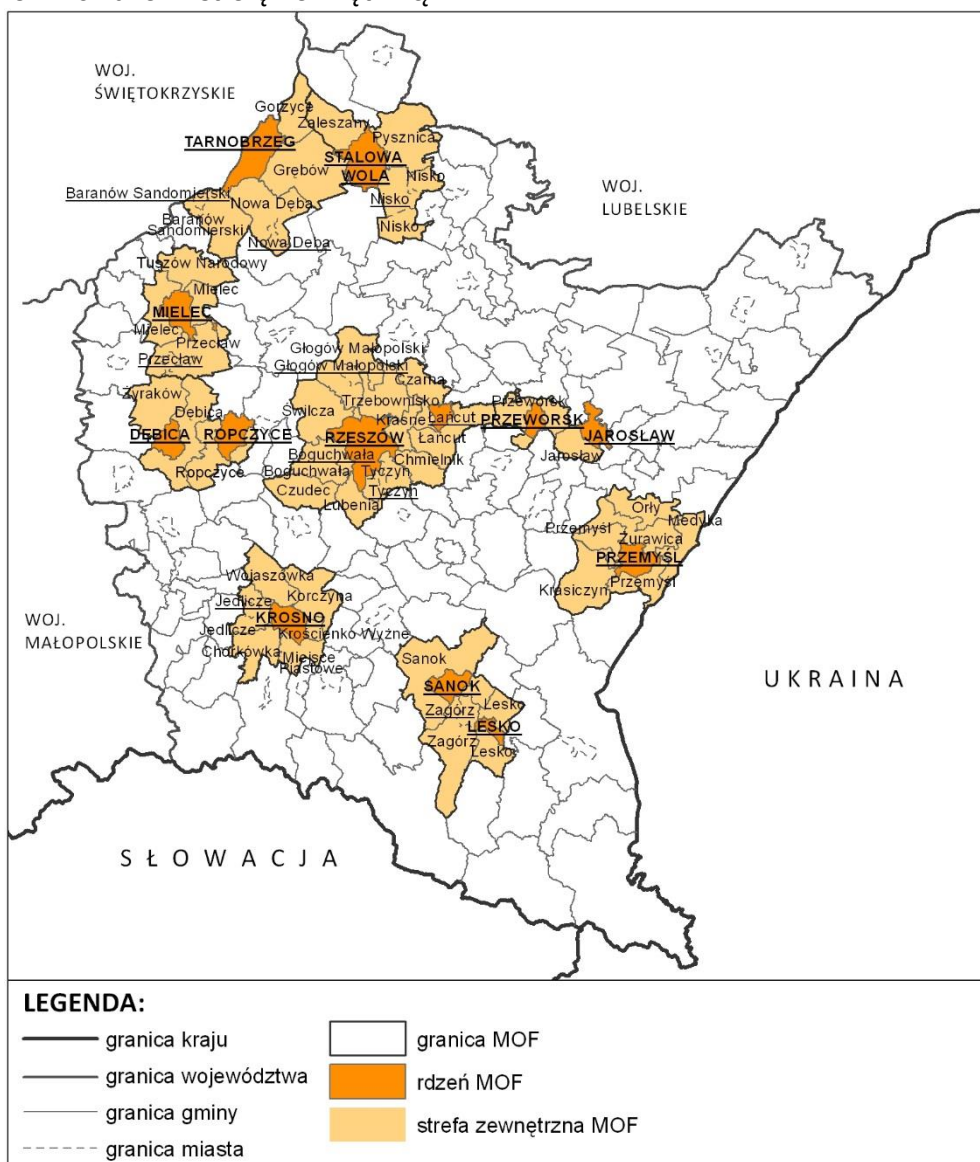 WOJ.
ŚWIĘTOKRZYSKIE
Gorzyce
Zaleszany
TARNOBRZEG
Pysznica
STALOWA
WOLA
Grębów
Nisko
Baranów Sandomiejski
Nowa Dęba
Nisko
WOJ.
LUBELSKIE
Baranów
Sandomierski
Nisko
Nowa Dęba
Tuszów Narodowy
Mielec
MIELEC
Mielec
Przecław
Przecław
Głogów Małopolski
Głogów Małopolski
Czarna
Żyraków
Dębica
Świlcza
Trzebownisko
Krasne
Łańcut
Przeworsk
PRZEWORSK
DĘBICA
ROPCZYCE
RZESZÓW
Łańcut
JAROSŁAW
Boguchwała
Chmielnik
Jarosław
Ropczyce
Boguchwała
Tyczyn
Czudec
Tyczyn
Lubenia
Orły
Przemyśl
Medyka
Żurawica
PRZEMYŚL
Krasiczyn
Przemyśl
Wojaszówka
Jedlicze
Korczyna
KROSNO
WOJ.
MAŁOPOLSKIE
Jedlicze
Krościenko Wyżne
Chorkówka
Miejsce
Piastowe
Sanok
SANOK
Zagórz
Lesko
LESKO
Zagórz
Lesko
UKRAINA
SŁOWACJA
LEGENDA:
granica kraju
granica województwa
granica gminy
granica miasta
granica MOF
rdzeń MOF
strefa zewnętrzna MOF